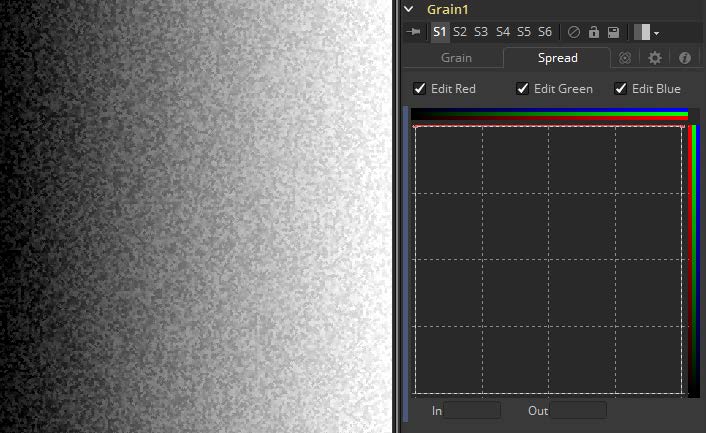 Grain1
S1 S2 S3 S4 S5 S6
Grain Spread
Edit Red Edit Green Edit Blue
In Out